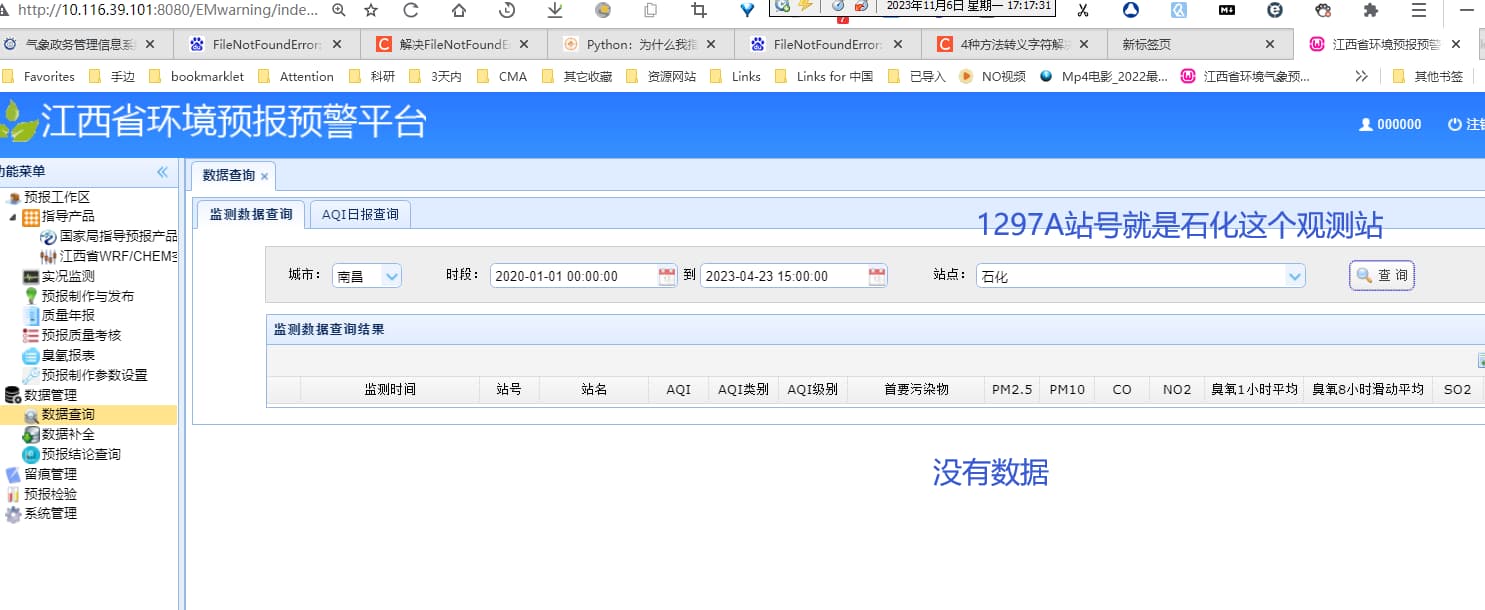 http://10.116.39.101:8080/EMwarning/inde...
2023年11月6日 星期一 17:17:31
气象政务管理信息系
FileNotFoundError:
解决FileNotFoundE
Python：为什么我指
FileNotFoundError:
4种方法转义字符解决
新标签页
江西省环境预报预警
Favorites 手边 bookmarklet Attention 科研 3天内 CMA 其它收藏 资源网站 Links Links for 中国 已导入 NO视频 Mp4电影_2022最... 江西省环境气象预... 其他书签
江西省环境预报预警平台
000000
功能菜单
数据查询
预报工作区
指导产品
国家局指导预报产品
江西省WRF/CHEM
实况监测
预报制作与发布
质量年报
预报质量考核
臭氧报表
预报制作参数设置
数据管理
数据查询
数据补全
预报结论查询
留痕管理
预报检验
系统管理
监测数据查询 AQI日报查询
1297A站号就是石化这个观测站
城市： 南昌 时段： 2020-01-01 00:00:00 到 2023-04-23 15:00:00 站点： 石化 查 询
监测数据查询结果
监测时间 站号 站名 AQI AQI类别 AQI级别 首要污染物 PM2.5 PM10 CO NO2 臭氧1小时平均 臭氧8小时滑动平均 SO2
没有数据